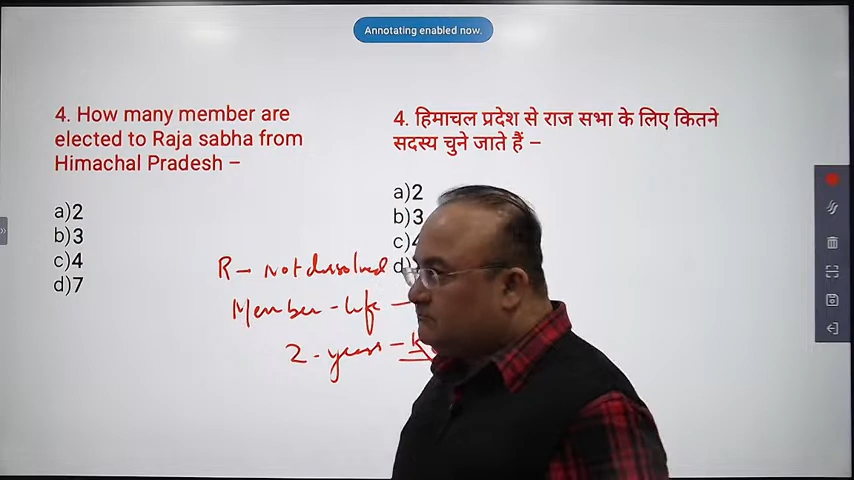 Annotating enabled now.
4. How many member are
elected to Raja sabha from
Himachal Pradesh –
a)2
b)3
c)4
d)7
4. हिमाचल प्रदेश से राज सभा के लिए कितने
सदस्य चुने जाते हैं –
a)2
b)3
c)4
d)
R – Not dissolved
Member - life –
2 - years –